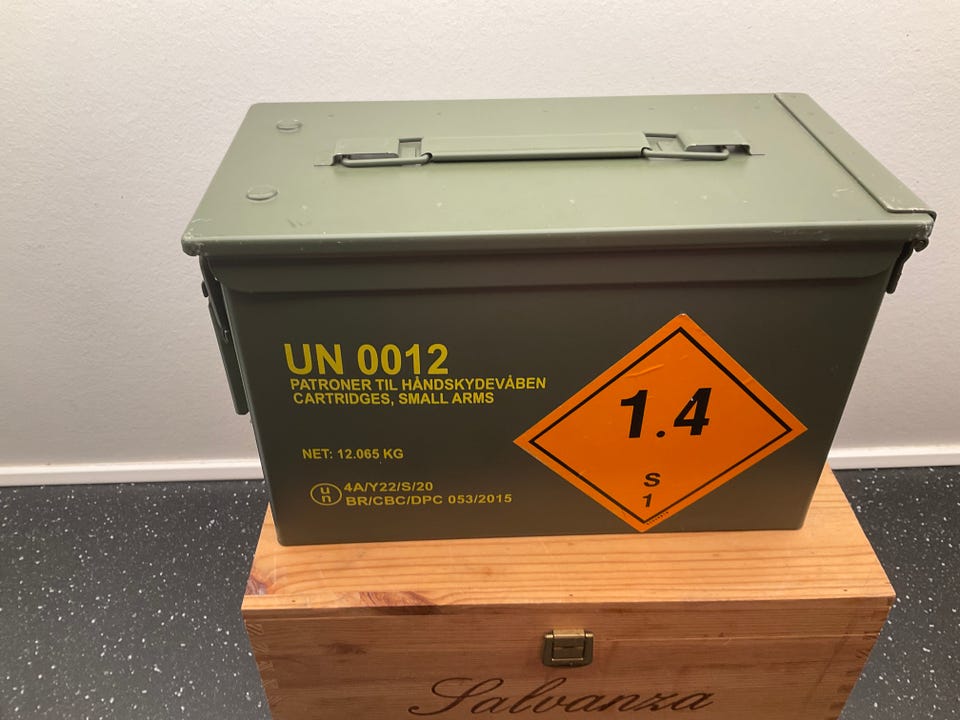 UN 0012
PATRONER TIL HÅNDSKYDEVÅBEN
CARTRIDGES, SMALL ARMS
NET: 12.065 KG
un
4A/Y22/S/20
BR/CBC/DPC 053/2015
1.4
S
1
Salvanza